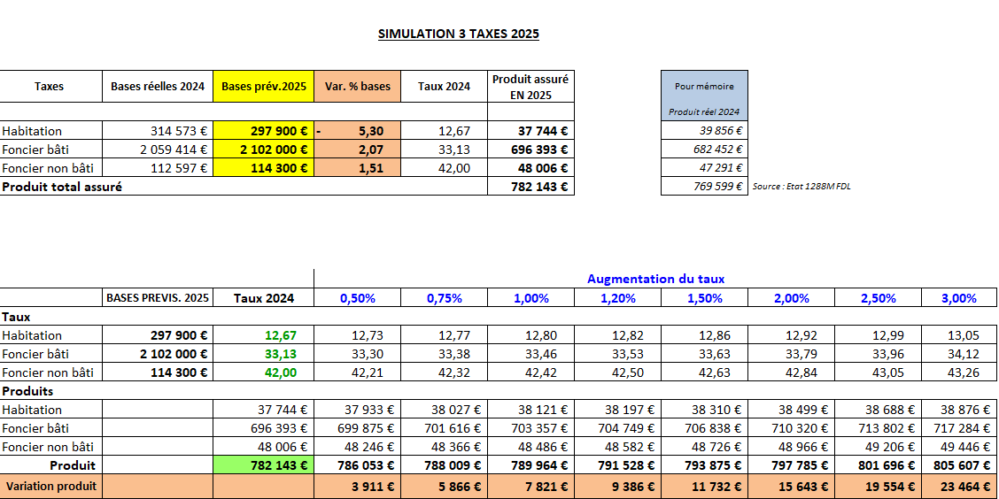 SIMULATION 3 TAXES 2025
Taxes Bases réelles 2024 Bases prév.2025 Var. % bases Taux 2024 Produit assuré EN 2025
Pour mémoire
Produit réel 2024
Habitation 314 573 € 297 900 € - 5,30 12,67 37 744 € 39 856 €
Foncier bâti 2 059 414 € 2 102 000 € 2,07 33,13 696 393 € 682 452 €
Foncier non bâti 112 597 € 114 300 € 1,51 42,00 48 006 € 47 291 €
Produit total assuré 782 143 € 769 599 € Source : Etat 1288M FDL
Augmentation du taux
BASES PREVIS. 2025 Taux 2024 0,50% 0,75% 1,00% 1,20% 1,50% 2,00% 2,50% 3,00%
Taux
Habitation 297 900 € 12,67 12,73 12,77 12,80 12,82 12,86 12,92 12,99 13,05
Foncier bâti 2 102 000 € 33,13 33,30 33,38 33,46 33,53 33,63 33,79 33,96 34,12
Foncier non bâti 114 300 € 42,00 42,21 42,32 42,42 42,50 42,63 42,84 43,05 43,26
Produits
Habitation 37 744 € 37 933 € 38 027 € 38 121 € 38 197 € 38 310 € 38 499 € 38 688 € 38 876 €
Foncier bâti 696 393 € 699 875 € 701 616 € 703 357 € 704 749 € 706 838 € 710 320 € 713 802 € 717 284 €
Foncier non bâti 48 006 € 48 246 € 48 366 € 48 486 € 48 582 € 48 726 € 48 966 € 49 206 € 49 446 €
Produit 782 143 € 786 053 € 788 009 € 789 964 € 791 528 € 793 875 € 797 785 € 801 696 € 805 607 €
Variation produit 3 911 € 5 866 € 7 821 € 9 386 € 11 732 € 15 643 € 19 554 € 23 464 €